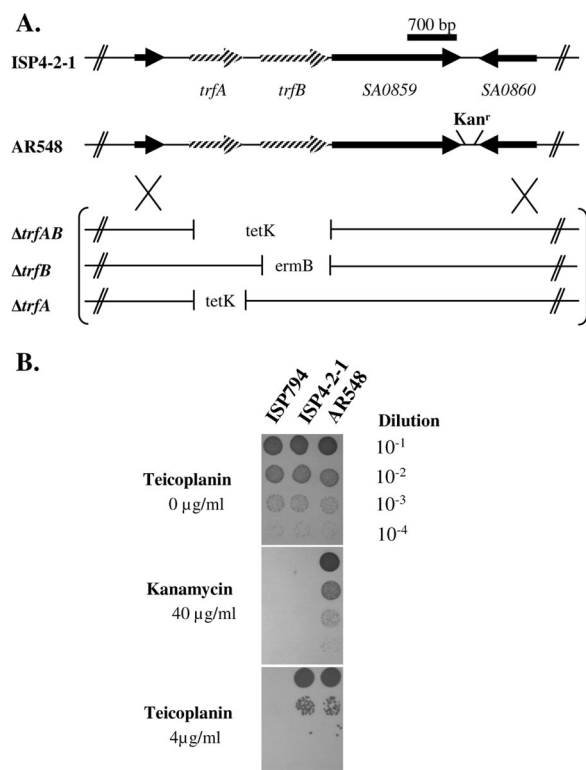 A.
700 bp
ISP4-2-1
trfA trfB SA0859 SA0860
Kanʳ
AR548
ΔtrfAB tetK
ΔtrfB ermB
ΔtrfA tetK
B.
ISP794 ISP4-2-1 AR548
Dilution
10⁻¹
Teicoplanin 10⁻²
0 µg/ml 10⁻³
10⁻⁴
Kanamycin
40 µg/ml
Teicoplanin
4µg/ml